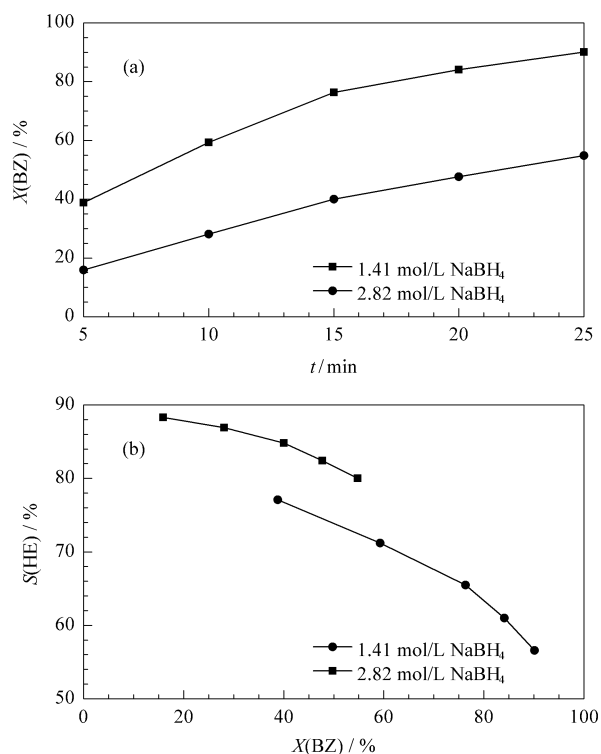 100
(a)
80
60
X(BZ) / %
40
20
1.41 mol/L NaBH₄
2.82 mol/L NaBH₄
0
5 10 15 20 25
t / min
90
(b)
80
S(HE) / %
70
60
1.41 mol/L NaBH₄
2.82 mol/L NaBH₄
50
0 20 40 60 80 100
X(BZ) / %